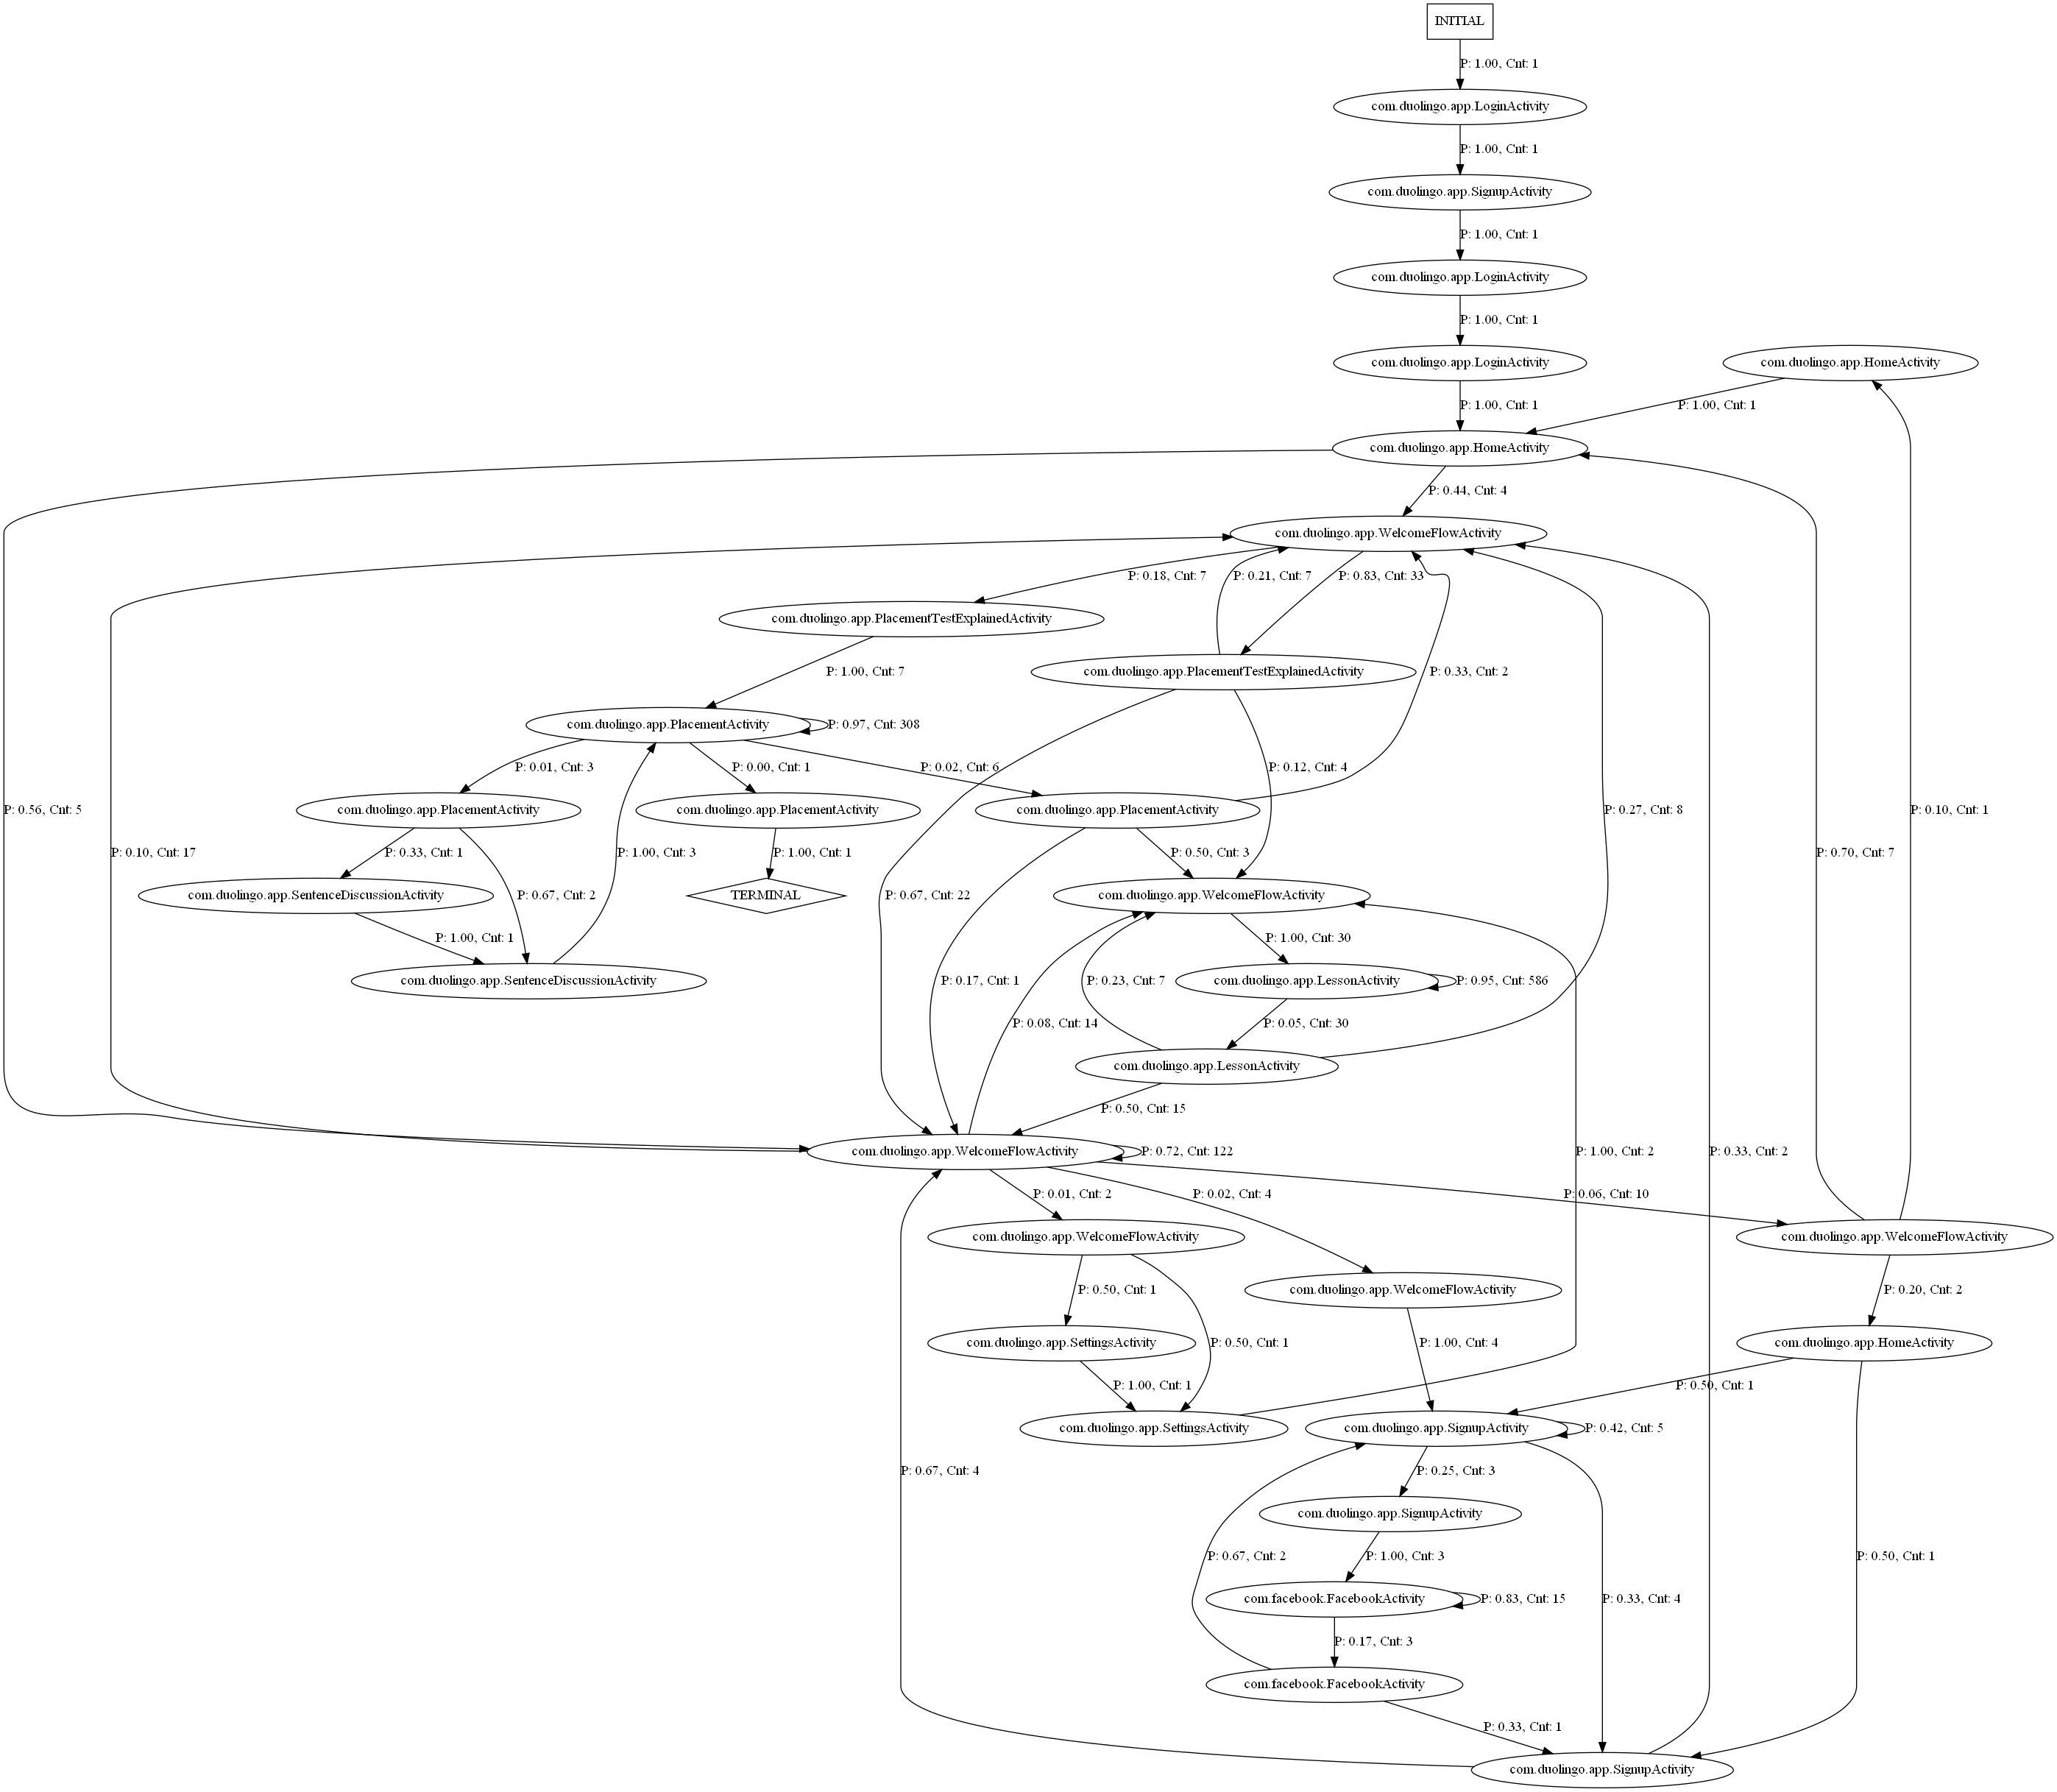 INITIAL
P: 1.00, Cnt: 1
com.duolingo.app.LoginActivity
P: 1.00, Cnt: 1
com.duolingo.app.SignupActivity
P: 1.00, Cnt: 1
com.duolingo.app.LoginActivity
P: 1.00, Cnt: 1
com.duolingo.app.LoginActivity
com.duolingo.app.HomeActivity
P: 1.00, Cnt: 1
P: 1.00, Cnt: 1
com.duolingo.app.HomeActivity
P: 0.44, Cnt: 4
com.duolingo.app.WelcomeFlowActivity
P: 0.18, Cnt: 7
P: 0.21, Cnt: 7
P: 0.83, Cnt: 33
com.duolingo.app.PlacementTestExplainedActivity
P: 1.00, Cnt: 7
com.duolingo.app.PlacementTestExplainedActivity
P: 0.33, Cnt: 2
com.duolingo.app.PlacementActivity
P: 0.97, Cnt: 308
P: 0.01, Cnt: 3
P: 0.00, Cnt: 1
P: 0.02, Cnt: 6
P: 0.12, Cnt: 4
P: 0.56, Cnt: 5
com.duolingo.app.PlacementActivity
com.duolingo.app.PlacementActivity
com.duolingo.app.PlacementActivity
P: 0.27, Cnt: 8
P: 0.10, Cnt: 1
P: 0.10, Cnt: 17
P: 0.33, Cnt: 1
P: 1.00, Cnt: 3
P: 1.00, Cnt: 1
P: 0.50, Cnt: 3
P: 0.70, Cnt: 7
com.duolingo.app.SentenceDiscussionActivity
P: 0.67, Cnt: 2
TERMINAL
P: 0.67, Cnt: 22
com.duolingo.app.WelcomeFlowActivity
P: 1.00, Cnt: 1
P: 1.00, Cnt: 30
com.duolingo.app.SentenceDiscussionActivity
P: 0.17, Cnt: 1
P: 0.23, Cnt: 7
com.duolingo.app.LessonActivity
P: 0.95, Cnt: 586
P: 0.08, Cnt: 14
P: 0.05, Cnt: 30
com.duolingo.app.LessonActivity
P: 0.50, Cnt: 15
com.duolingo.app.WelcomeFlowActivity
P: 0.72, Cnt: 122
P: 1.00, Cnt: 2
P: 0.33, Cnt: 2
P: 0.01, Cnt: 2
P: 0.02, Cnt: 4
P: 0.06, Cnt: 10
com.duolingo.app.WelcomeFlowActivity
com.duolingo.app.WelcomeFlowActivity
P: 0.50, Cnt: 1
com.duolingo.app.WelcomeFlowActivity
P: 0.20, Cnt: 2
com.duolingo.app.SettingsActivity
P: 0.50, Cnt: 1
P: 1.00, Cnt: 4
com.duolingo.app.HomeActivity
P: 1.00, Cnt: 1
P: 0.50, Cnt: 1
com.duolingo.app.SettingsActivity
com.duolingo.app.SignupActivity
P: 0.42, Cnt: 5
P: 0.67, Cnt: 4
P: 0.25, Cnt: 3
com.duolingo.app.SignupActivity
P: 0.67, Cnt: 2
P: 1.00, Cnt: 3
P: 0.50, Cnt: 1
com.facebook.FacebookActivity
P: 0.83, Cnt: 15
P: 0.33, Cnt: 4
P: 0.17, Cnt: 3
com.facebook.FacebookActivity
P: 0.33, Cnt: 1
com.duolingo.app.SignupActivity